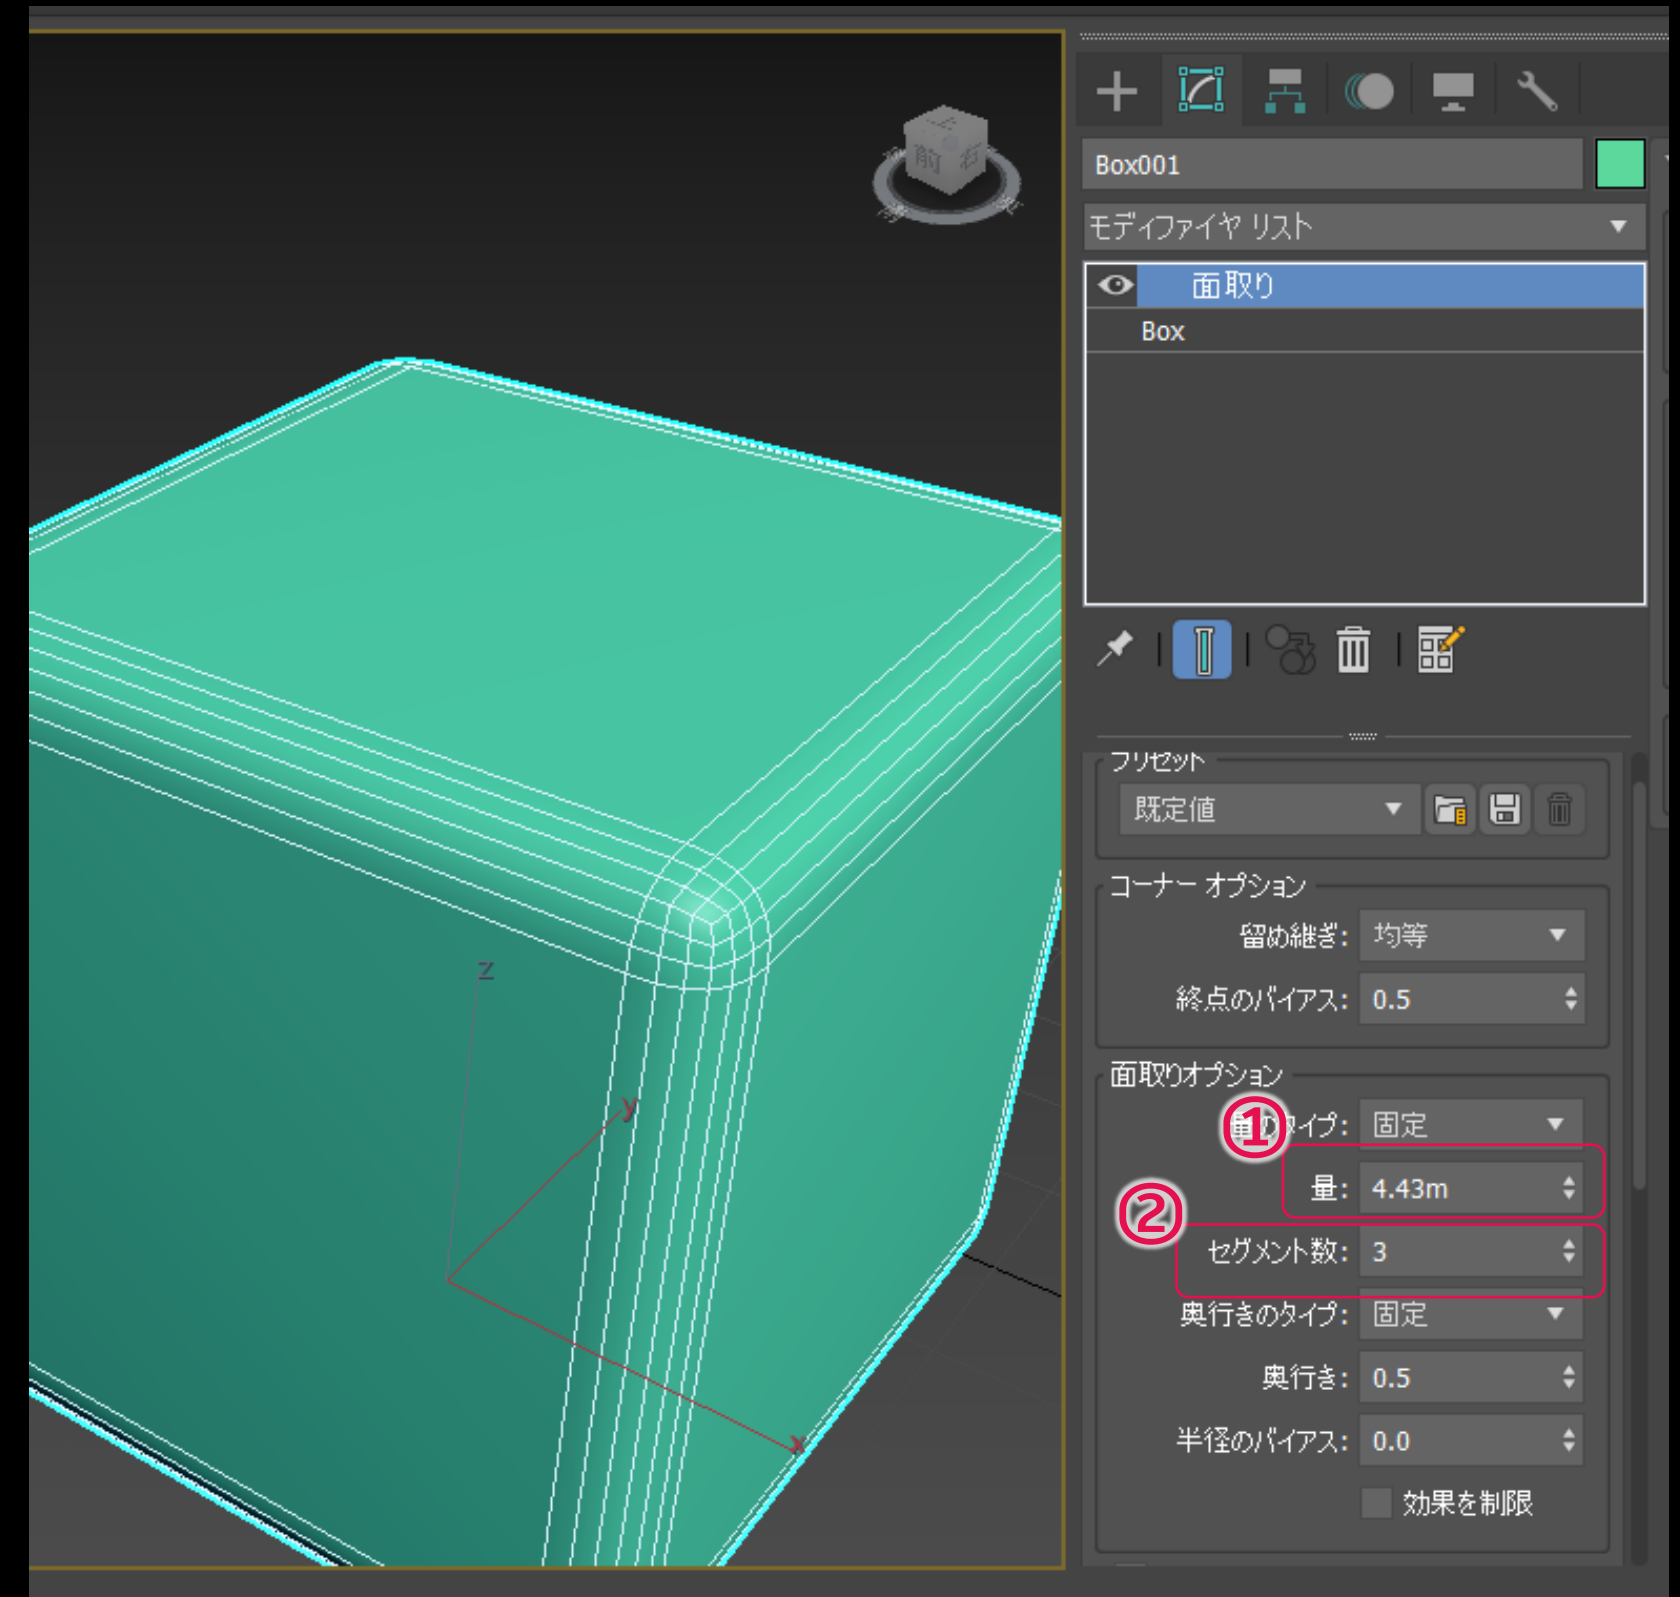 上
前
右
Box001
モディファイヤ リスト
面取り
Box
z
y
x
プリセット
既定値
コーナー オプション
留め継ぎ: 均等
終点のバイアス: 0.5
面取りオプション
①
量のタイプ: 固定
量: 4.43m
②
セグメント数: 3
奥行きのタイプ: 固定
奥行き: 0.5
半径のバイアス: 0.0
効果を制限